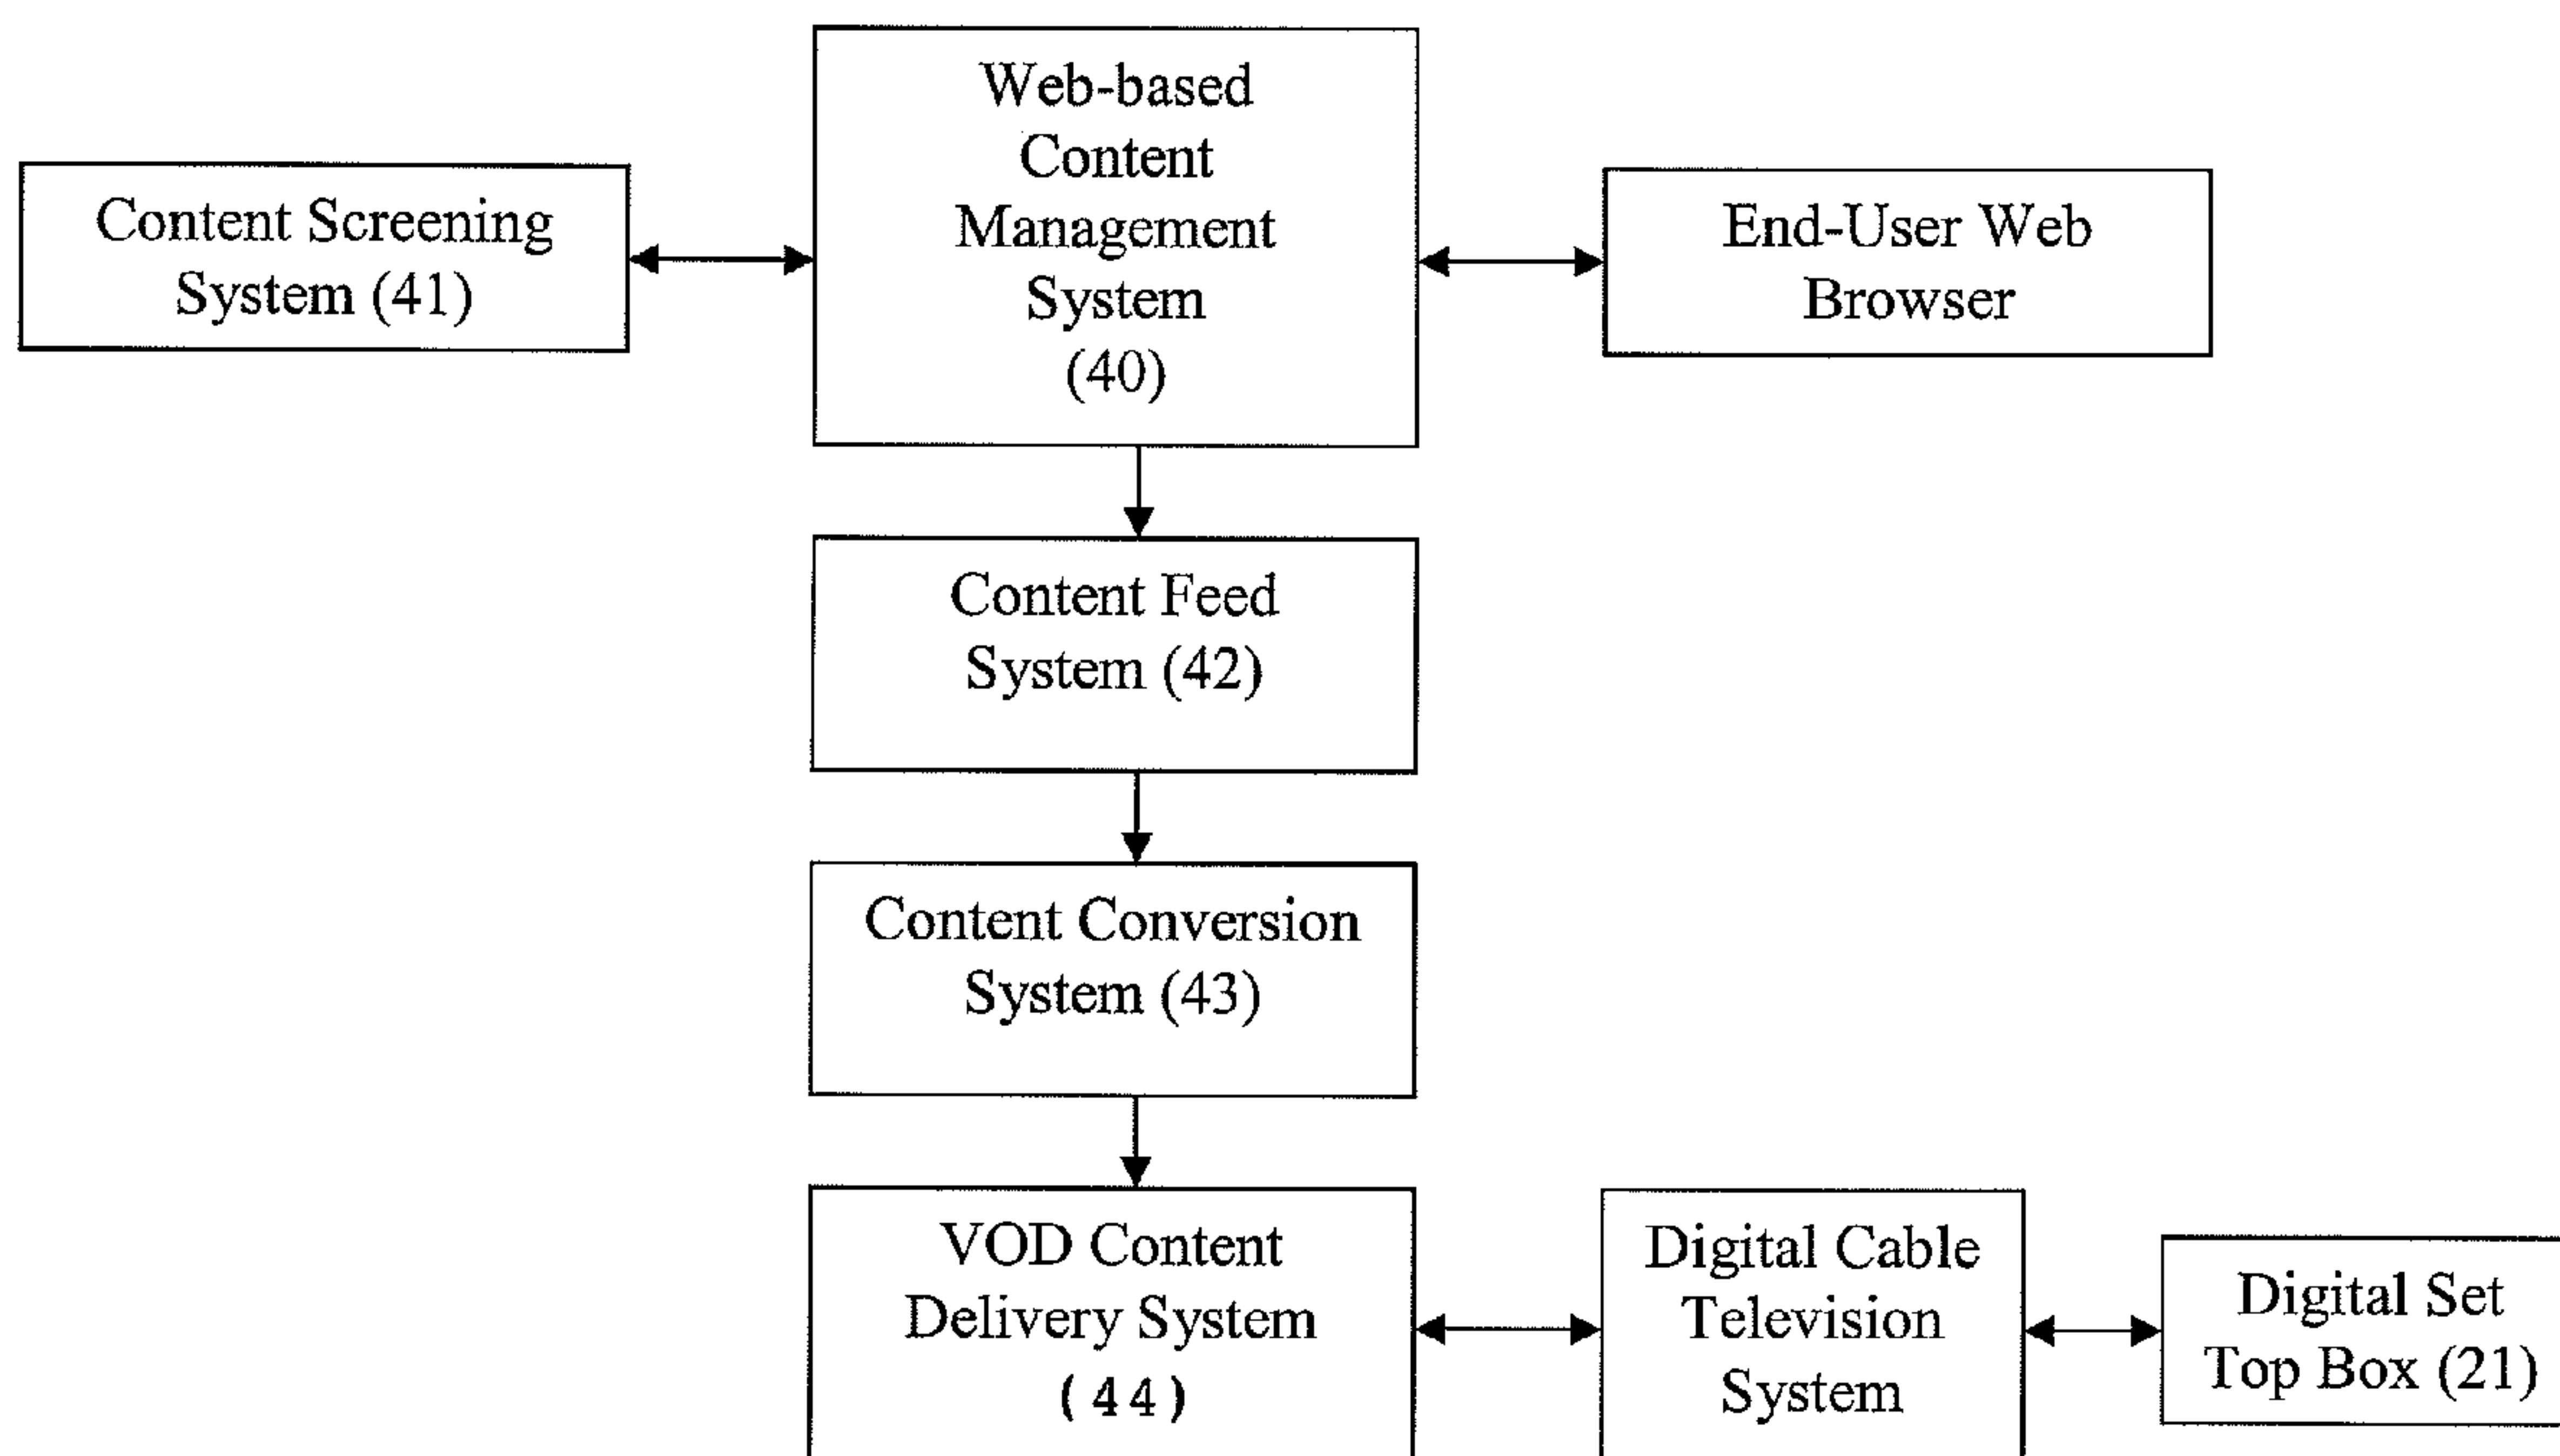 Web-based
Content
Management
System
(40)
Content Screening
System (41)
End-User Web
Browser
Content Feed
System (42)
Content Conversion
System (43)
VOD Content
Delivery System
(44)
Digital Cable
Television
System
Digital Set
Top Box (21)